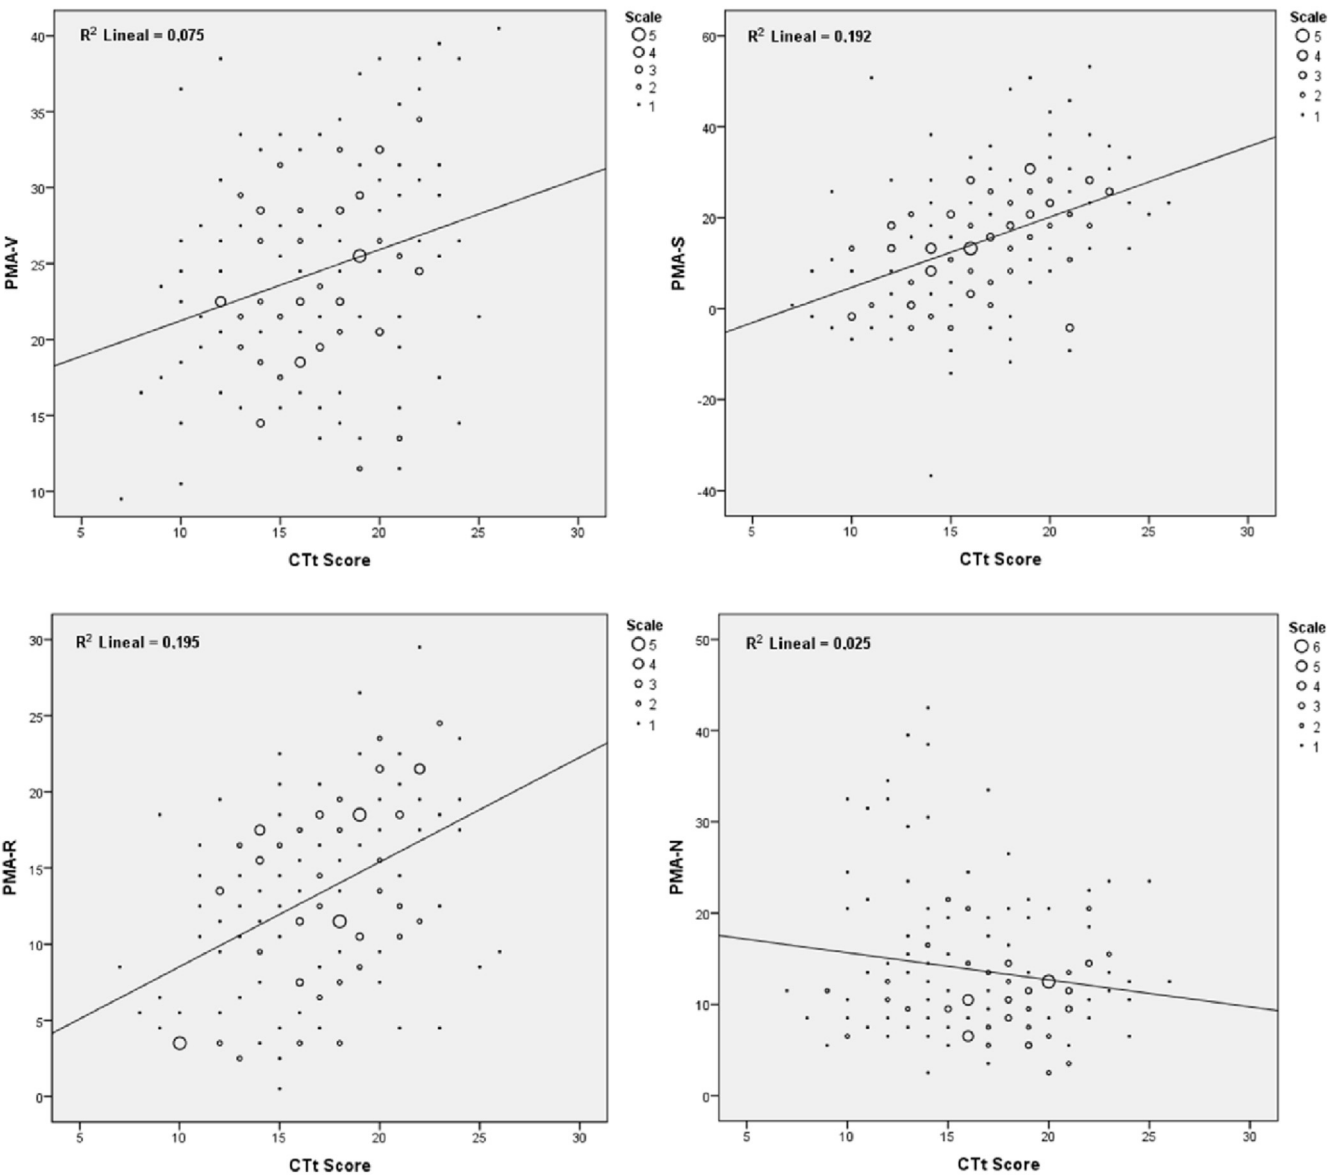 R² Lineal = 0,075
Scale
5
4
3
2
1
40
35
30
25
20
15
10
PMA-V
5 10 15 20 25 30
CTt Score
R² Lineal = 0,192
Scale
5
4
3
2
1
60
40
20
0
-20
-40
PMA-S
5 10 15 20 25 30
CTt Score
R² Lineal = 0,195
Scale
5
4
3
2
1
30
25
20
15
10
5
0
PMA-R
5 10 15 20 25 30
CTt Score
R² Lineal = 0,025
Scale
6
5
4
3
2
1
50
40
30
20
10
0
PMA-N
5 10 15 20 25 30
CTt Score